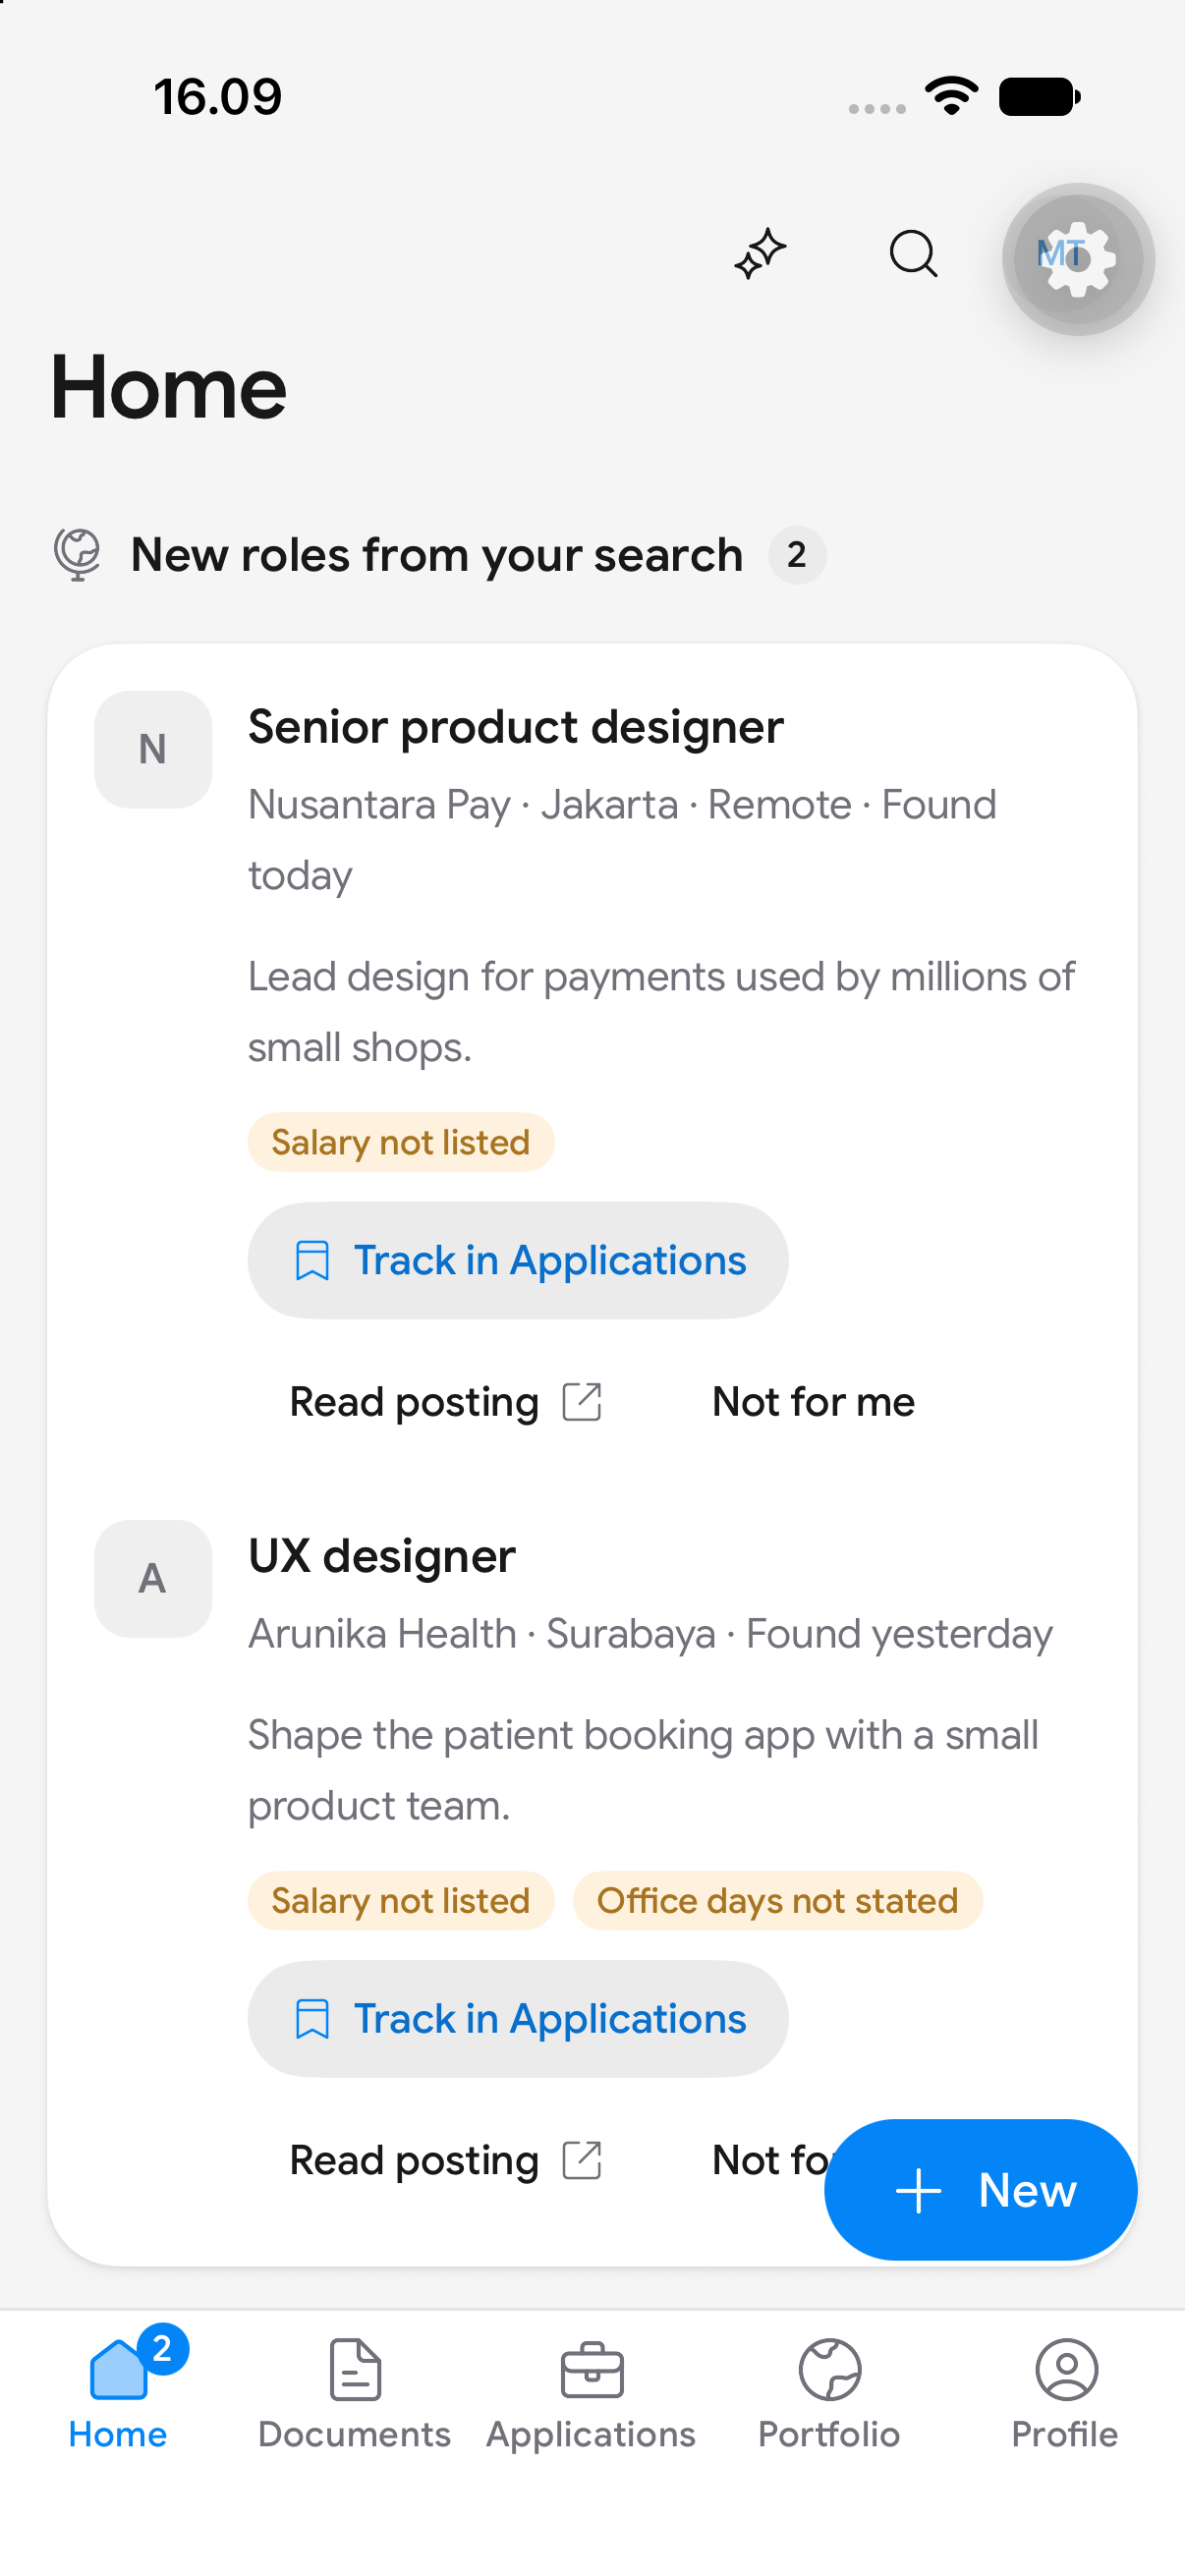 16.09
MT
Home
New roles from your search 2
N
Senior product designer
Nusantara Pay · Jakarta · Remote · Found
today
Lead design for payments used by millions of
small shops.
Salary not listed
Track in Applications
Read posting Not for me
A
UX designer
Arunika Health · Surabaya · Found yesterday
Shape the patient booking app with a small
product team.
Salary not listed Office days not stated
Track in Applications
Read posting Not
New
2
Home Documents Applications Portfolio Profile